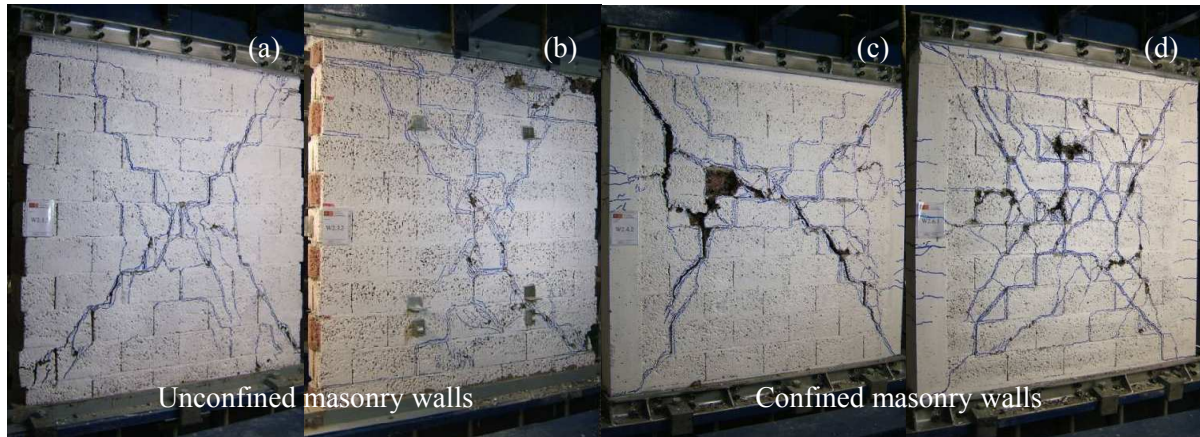 (a)
(b)
(c)
(d)
Unconfined masonry walls
Confined masonry walls